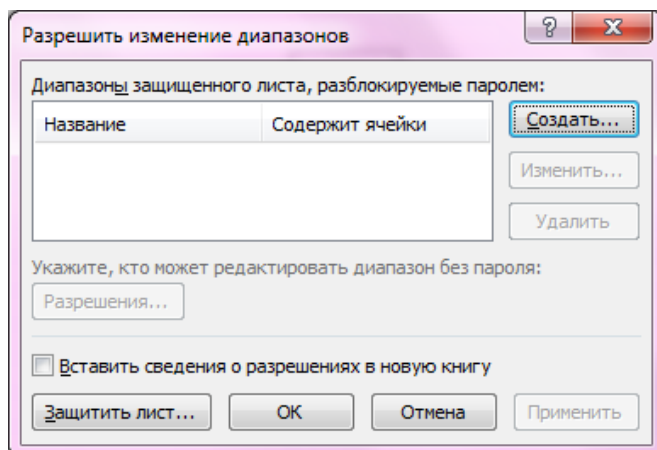 Разрешить изменение диапазонов
Диапазоны защищенного листа, разблокируемые паролем:
Название Содержит ячейки
Создать...
Изменить...
Удалить
Укажите, кто может редактировать диапазон без пароля:
Разрешения...
Вставить сведения о разрешениях в новую книгу
Защитить лист... ОК Отмена Применить